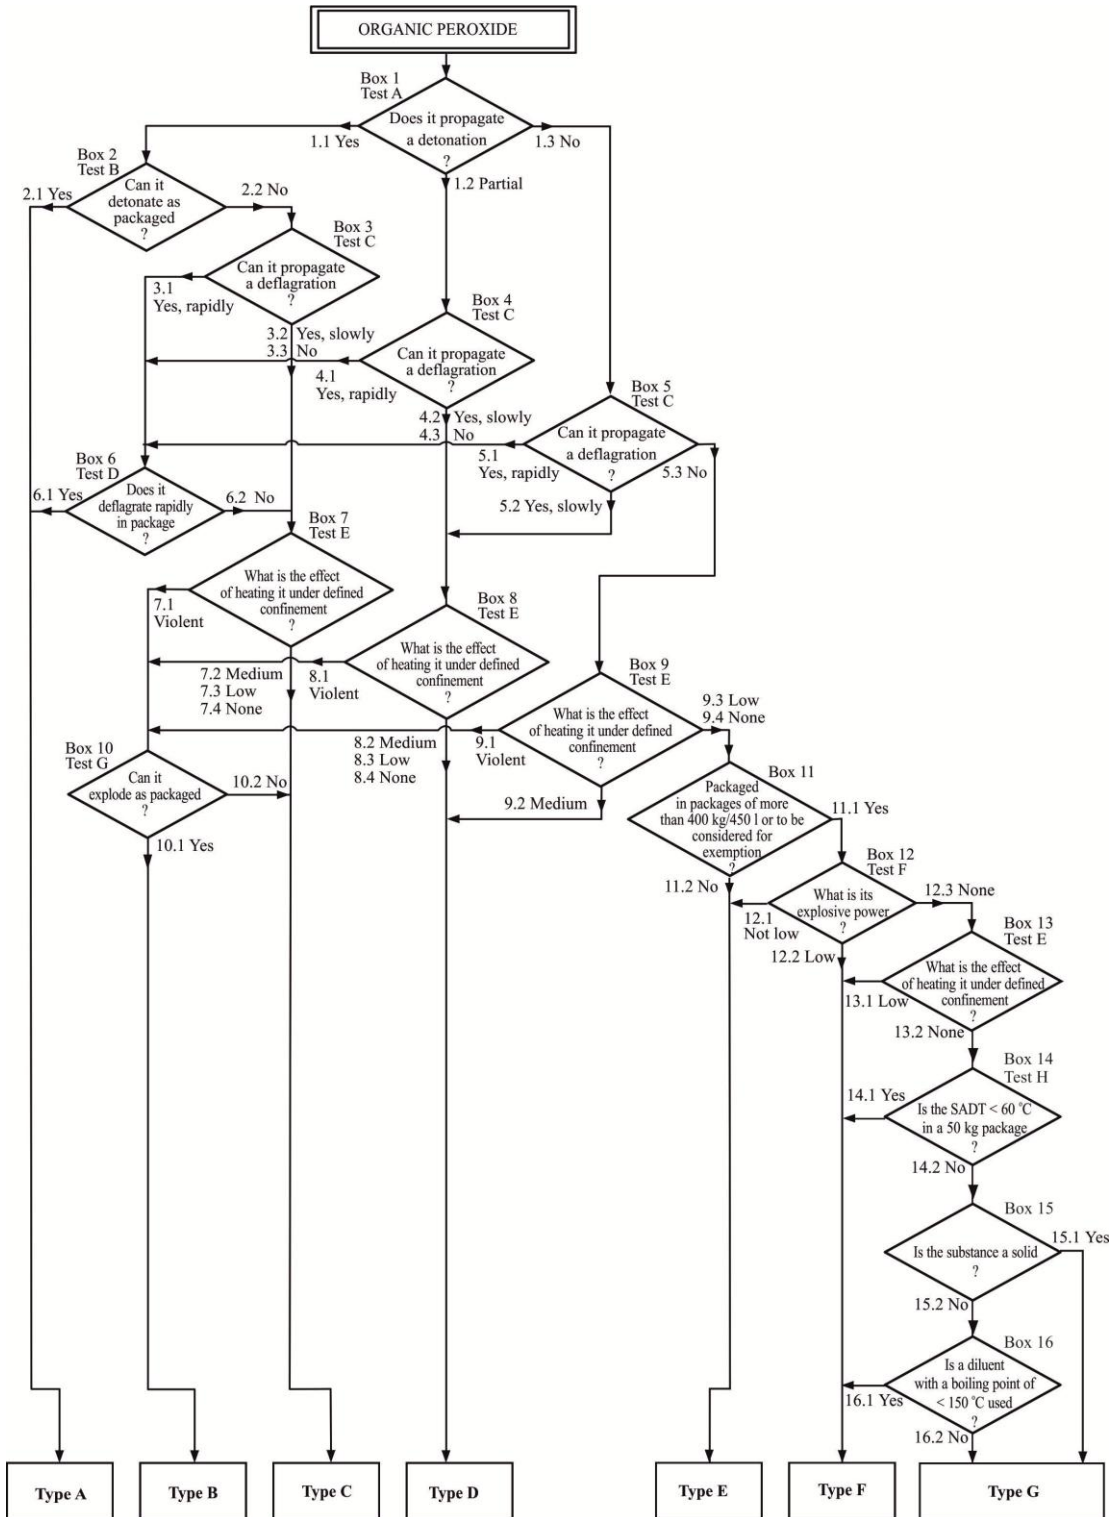 ORGANIC PEROXIDE
Box 1
Test A
Does it propagate
a detonation
?
1.1 Yes
1.3 No
1.2 Partial
Box 2
Test B
Can it
detonate as
packaged
?
2.1 Yes
2.2 No
Box 3
Test C
Can it propagate
a deflagration
?
3.1
Yes, rapidly
3.2 Yes, slowly
3.3 No
Box 4
Test C
Can it propagate
a deflagration
?
4.1
Yes, rapidly
4.2 Yes, slowly
4.3 No
Box 5
Test C
Can it propagate
a deflagration
?
5.1
Yes, rapidly
5.3 No
5.2 Yes, slowly
Box 6
Test D
Does it
deflagrate rapidly
in package
?
6.1 Yes
6.2 No
Box 7
Test E
What is the effect
of heating it under defined
confinement
?
7.1
Violent
7.2 Medium
7.3 Low
7.4 None
Box 8
Test E
What is the effect
of heating it under defined
confinement
?
8.1
Violent
8.2 Medium
8.3 Low
8.4 None
Box 9
Test E
What is the effect
of heating it under defined
confinement
?
9.1
Violent
9.3 Low
9.4 None
9.2 Medium
Box 10
Test G
Can it
explode as packaged
?
10.2 No
10.1 Yes
Box 11
Packaged
in packages of more
than 400 kg/450 l or to be
considered for
exemption
?
11.1 Yes
11.2 No
Box 12
Test F
What is its
explosive power
?
12.1
Not low
12.3 None
12.2 Low
Box 13
Test E
What is the effect
of heating it under defined
confinement
?
13.1 Low
13.2 None
Box 14
Test H
Is the SADT < 60 °C
in a 50 kg package
?
14.1 Yes
14.2 No
Box 15
Is the substance a solid
?
15.1 Yes
15.2 No
Box 16
Is a diluent
with a boiling point of
< 150 °C used
?
16.1 Yes
16.2 No
Type A
Type B
Type C
Type D
Type E
Type F
Type G